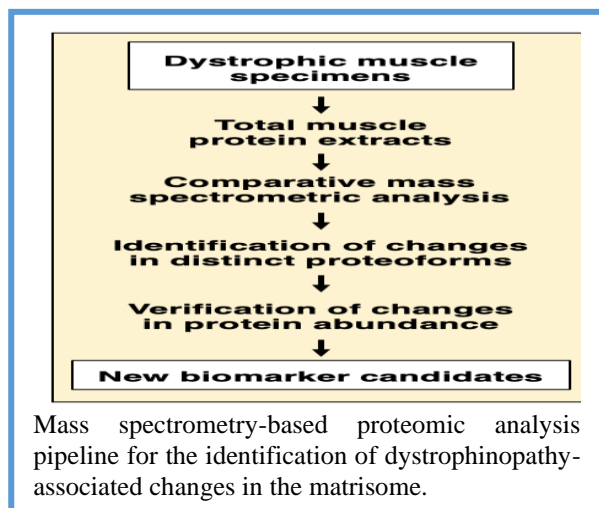 Dystrophic muscle
specimens
Total muscle
protein extracts
Comparative mass
spectrometric analysis
Identification of changes
in distinct proteoforms
Verification of changes
in protein abundance
New biomarker candidates
Mass spectrometry-based proteomic analysis
pipeline for the identification of dystrophinopathy-
associated changes in the matrisome.